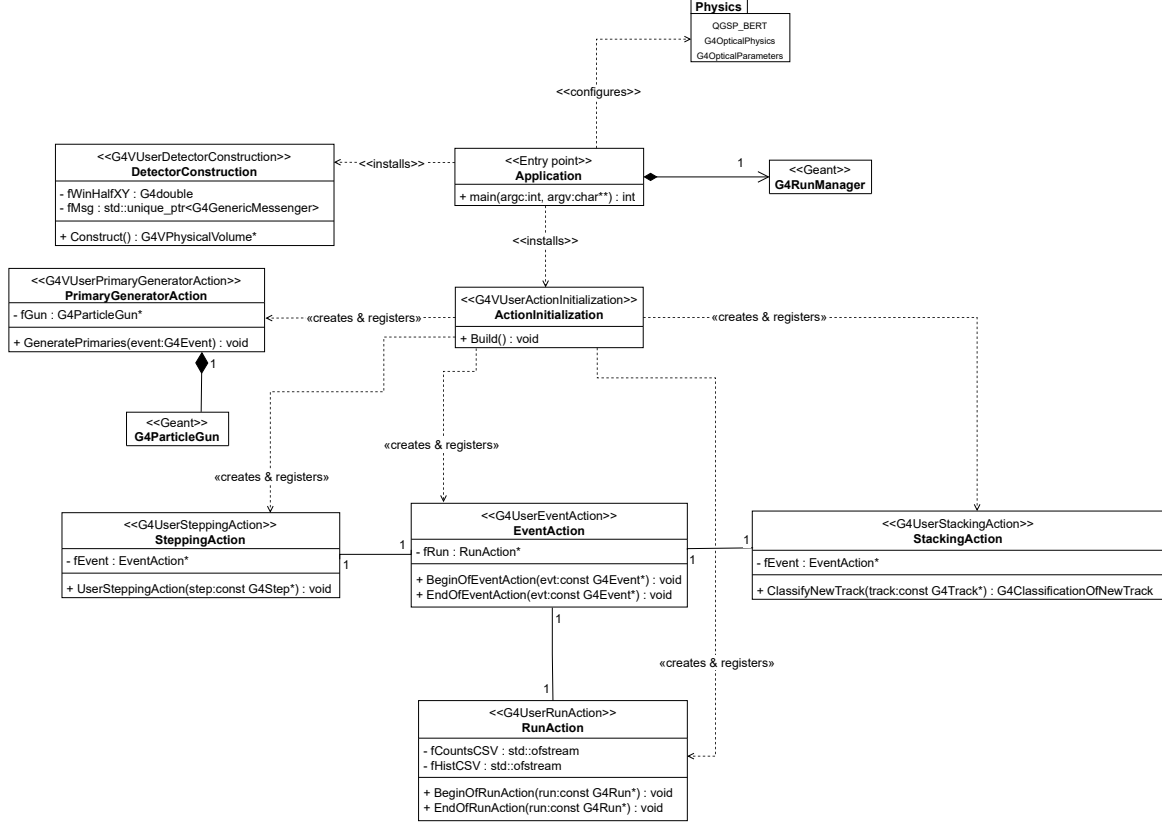 Physics
QGSP_BERT
G4OpticalPhysics
G4OpticalParameters
<<configures>>
<<G4VUserDetectorConstruction>>
DetectorConstruction
- fWinHalfXY : G4double
- fMsg : std::unique_ptr<G4GenericMessenger>
+ Construct() : G4VPhysicalVolume*
<<installs>>
<<Entry point>>
Application
+ main(argc:int, argv:char**) : int
1
<<Geant>>
G4RunManager
<<installs>>
<<G4VUserPrimaryGeneratorAction>>
PrimaryGeneratorAction
- fGun : G4ParticleGun*
+ GeneratePrimaries(event:G4Event) : void
1
<<Geant>>
G4ParticleGun
«creates & registers»
<<G4VUserActionInitialization>>
ActionInitialization
+ Build() : void
«creates & registers»
«creates & registers»
«creates & registers»
<<G4UserSteppingAction>>
SteppingAction
- fEvent : EventAction*
+ UserSteppingAction(step:const G4Step*) : void
1
1
<<G4UserEventAction>>
EventAction
- fRun : RunAction*
+ BeginOfEventAction(evt:const G4Event*) : void
+ EndOfEventAction(evt:const G4Event*) : void
1
1
<<G4UserStackingAction>>
StackingAction
- fEvent : EventAction*
+ ClassifyNewTrack(track:const G4Track*) : G4ClassificationOfNewTrack
1
«creates & registers»
1
<<G4UserRunAction>>
RunAction
- fCountsCSV : std::ofstream
- fHistCSV : std::ofstream
+ BeginOfRunAction(run:const G4Run*) : void
+ EndOfRunAction(run:const G4Run*) : void